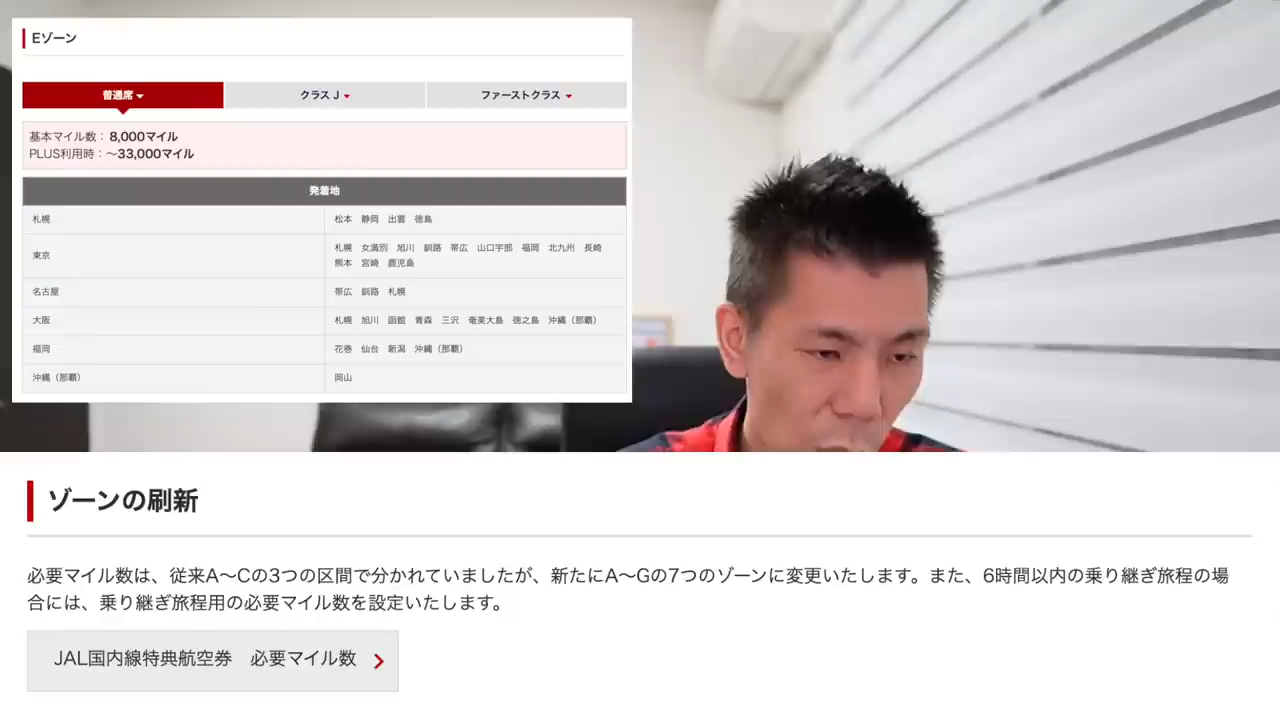 Eゾーン
普通席 クラスJ ファーストクラス
基本マイル数：8,000マイル
PLUS利用時：～33,000マイル
発着地
札幌 松本 静岡 出雲 徳島
東京 札幌 女満別 旭川 釧路 帯広 山口宇部 福岡 北九州 長崎
熊本 宮崎 鹿児島
名古屋 帯広 釧路 札幌
大阪 札幌 旭川 函館 青森 三沢 奄美大島 徳之島 沖縄（那覇）
福岡 花巻 仙台 新潟 沖縄（那覇）
沖縄（那覇） 岡山
ゾーンの刷新
必要マイル数は、従来A～Cの3つの区間で分かれていましたが、新たにA～Gの7つのゾーンに変更いたします。また、6時間以内の乗り継ぎ旅程の場
合には、乗り継ぎ旅程用の必要マイル数を設定いたします。
JAL国内線特典航空券　必要マイル数